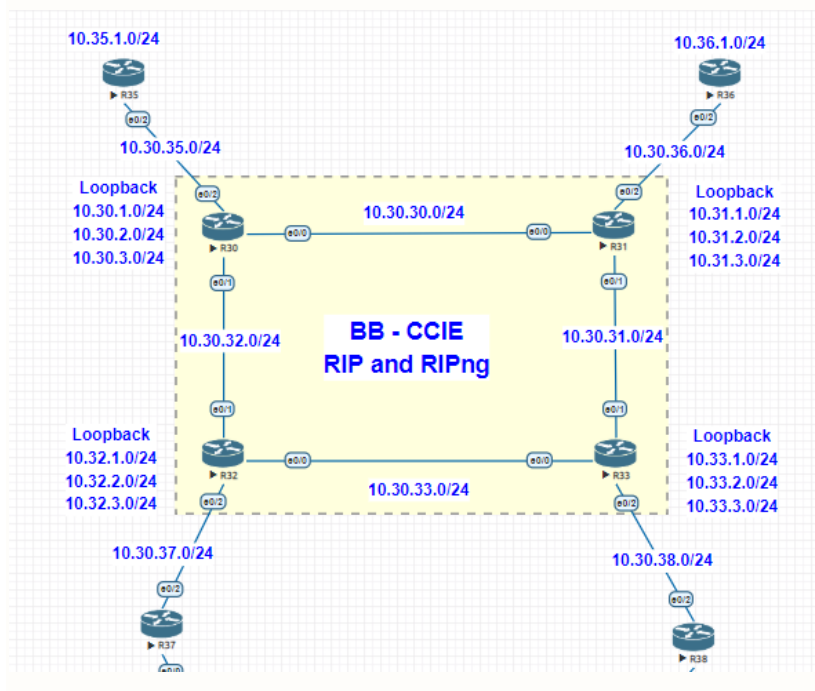 10.35.1.0/24
10.36.1.0/24
R35
R36
e0/2
e0/2
10.30.35.0/24
10.30.36.0/24
Loopback
10.30.1.0/24
10.30.2.0/24
10.30.3.0/24
e0/2
R30
e0/0
10.30.30.0/24
e0/0
e0/2
R31
Loopback
10.31.1.0/24
10.31.2.0/24
10.31.3.0/24
e0/1
e0/1
10.30.32.0/24
BB - CCIE
RIP and RIPng
10.30.31.0/24
e0/1
e0/1
Loopback
10.32.1.0/24
10.32.2.0/24
10.32.3.0/24
R32
e0/0
10.30.33.0/24
e0/0
R33
Loopback
10.33.1.0/24
10.33.2.0/24
10.33.3.0/24
e0/2
e0/2
10.30.37.0/24
10.30.38.0/24
e0/2
e0/2
R37
R38
e0/0